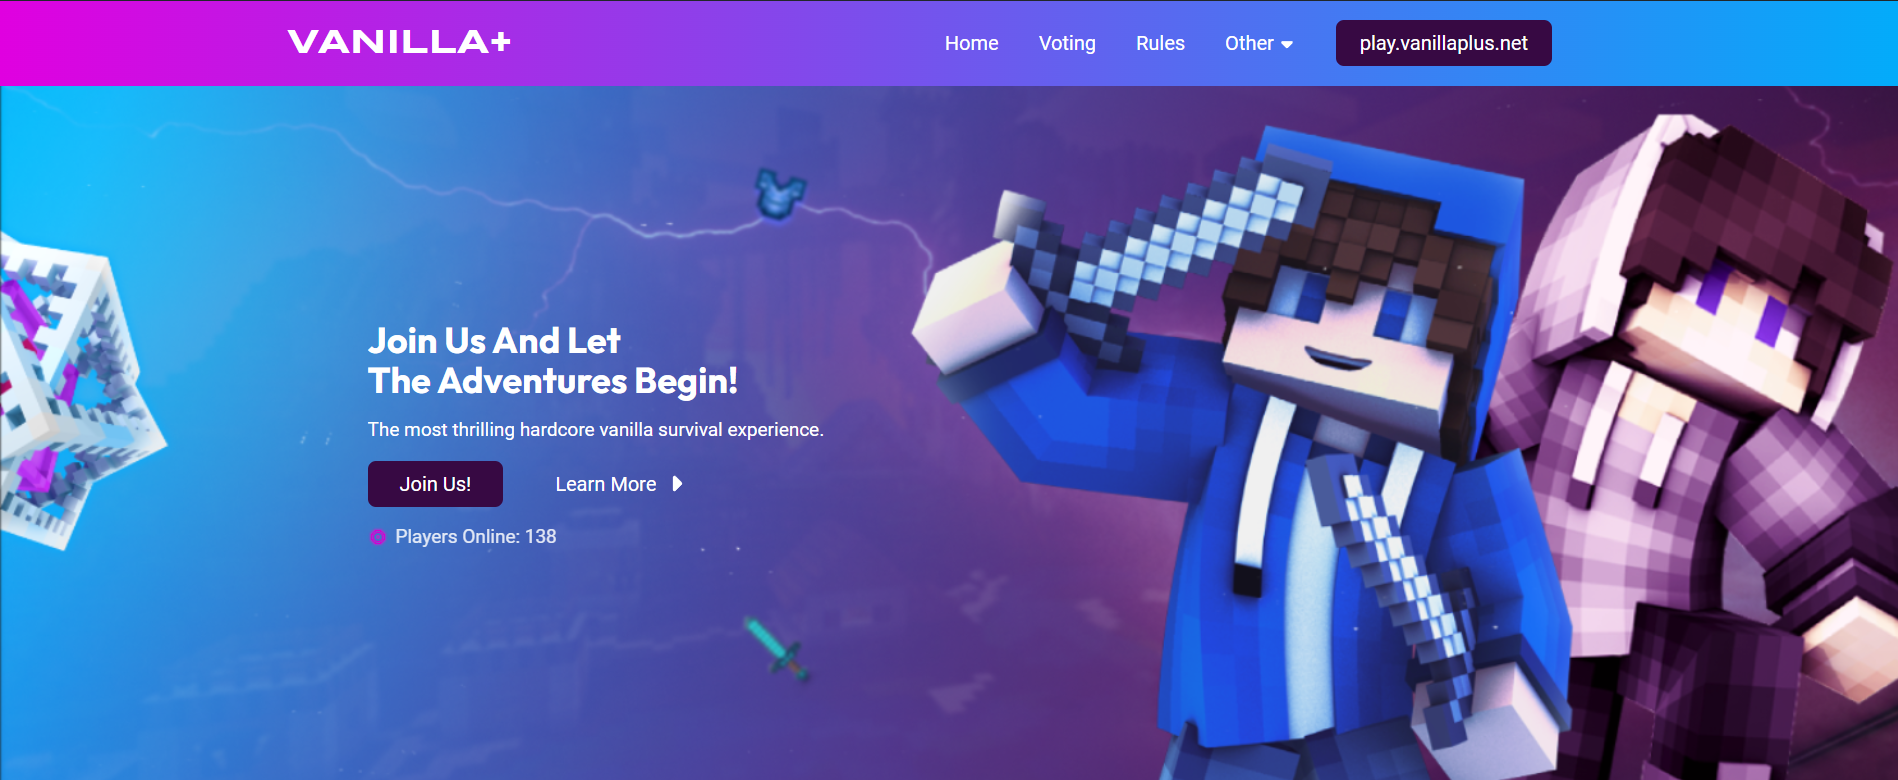 VANILLA+
Home
Voting
Rules
Other
play.vanillaplus.net
Join Us And Let
The Adventures Begin!
The most thrilling hardcore vanilla survival experience.
Join Us!
Learn More
Players Online: 138